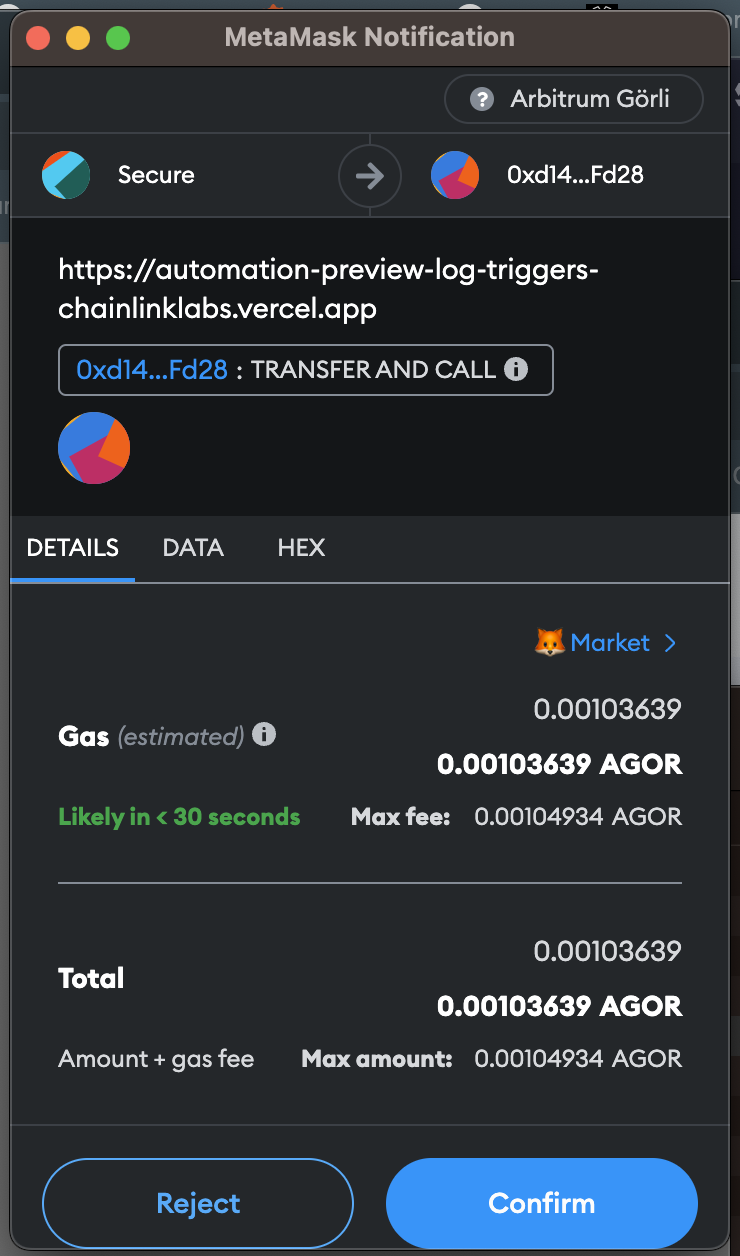 MetaMask Notification
? Arbitrum Görli
Secure
0xd14...Fd28
https://automation-preview-log-triggers-
chainlinklabs.vercel.app
0xd14...Fd28 : TRANSFER AND CALL
DETAILS DATA HEX
Market >
0.00103639
Gas (estimated)
0.00103639 AGOR
Likely in < 30 seconds Max fee: 0.00104934 AGOR
0.00103639
Total
0.00103639 AGOR
Amount + gas fee Max amount: 0.00104934 AGOR
Reject Confirm